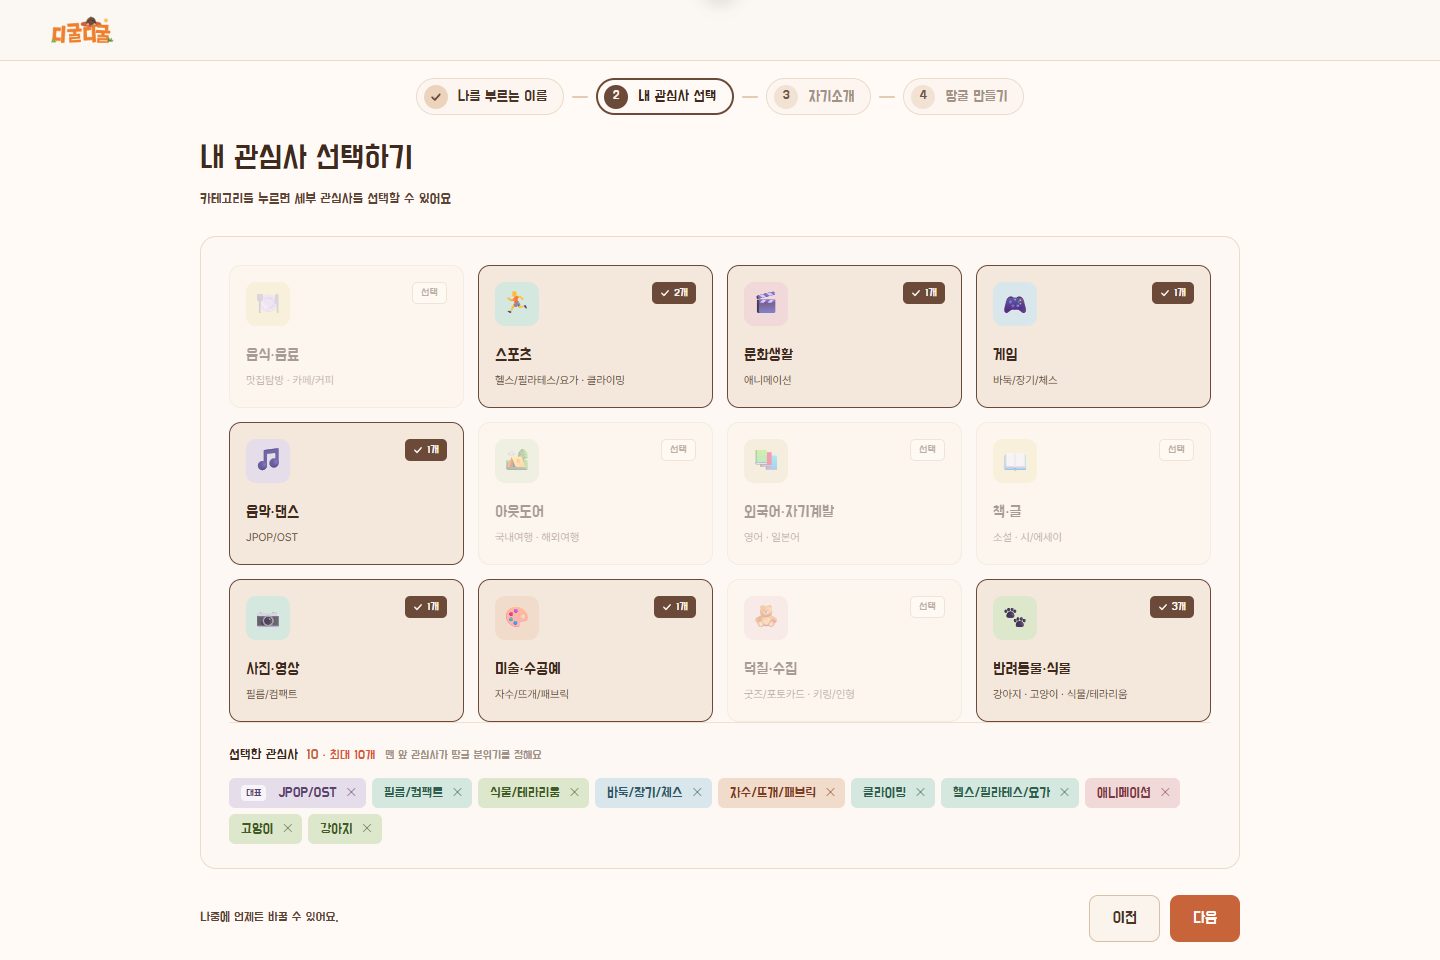 디굴디굴
나를 부르는 이름
2 내 관심사 선택
3 자기소개
4 땅굴 만들기
내 관심사 선택하기
카테고리를 누르면 세부 관심사를 선택할 수 있어요
선택
음식·음료
맛집탐방 · 카페/커피
2개
스포츠
헬스/필라테스/요가 · 클라이밍
1개
문화생활
애니메이션
1개
게임
바둑/장기/체스
1개
음악·댄스
JPOP/OST
선택
아웃도어
국내여행 · 해외여행
선택
외국어·자기계발
영어 · 일본어
선택
책·글
소설 · 시/에세이
1개
사진·영상
필름/컴팩트
1개
미술·수공예
자수/뜨개/패브릭
선택
덕질·수집
굿즈/포토카드 · 키링/인형
3개
반려동물·식물
강아지 · 고양이 · 식물/테라리움
선택한 관심사 10 · 최대 10개 맨 앞 관심사가 땅굴 분위기를 정해요
대표 JPOP/OST 필름/컴팩트 식물/테라리움 바둑/장기/체스 자수/뜨개/패브릭 클라이밍 헬스/필라테스/요가 애니메이션
고양이 강아지
나중에 언제든 바꿀 수 있어요.
이전
다음